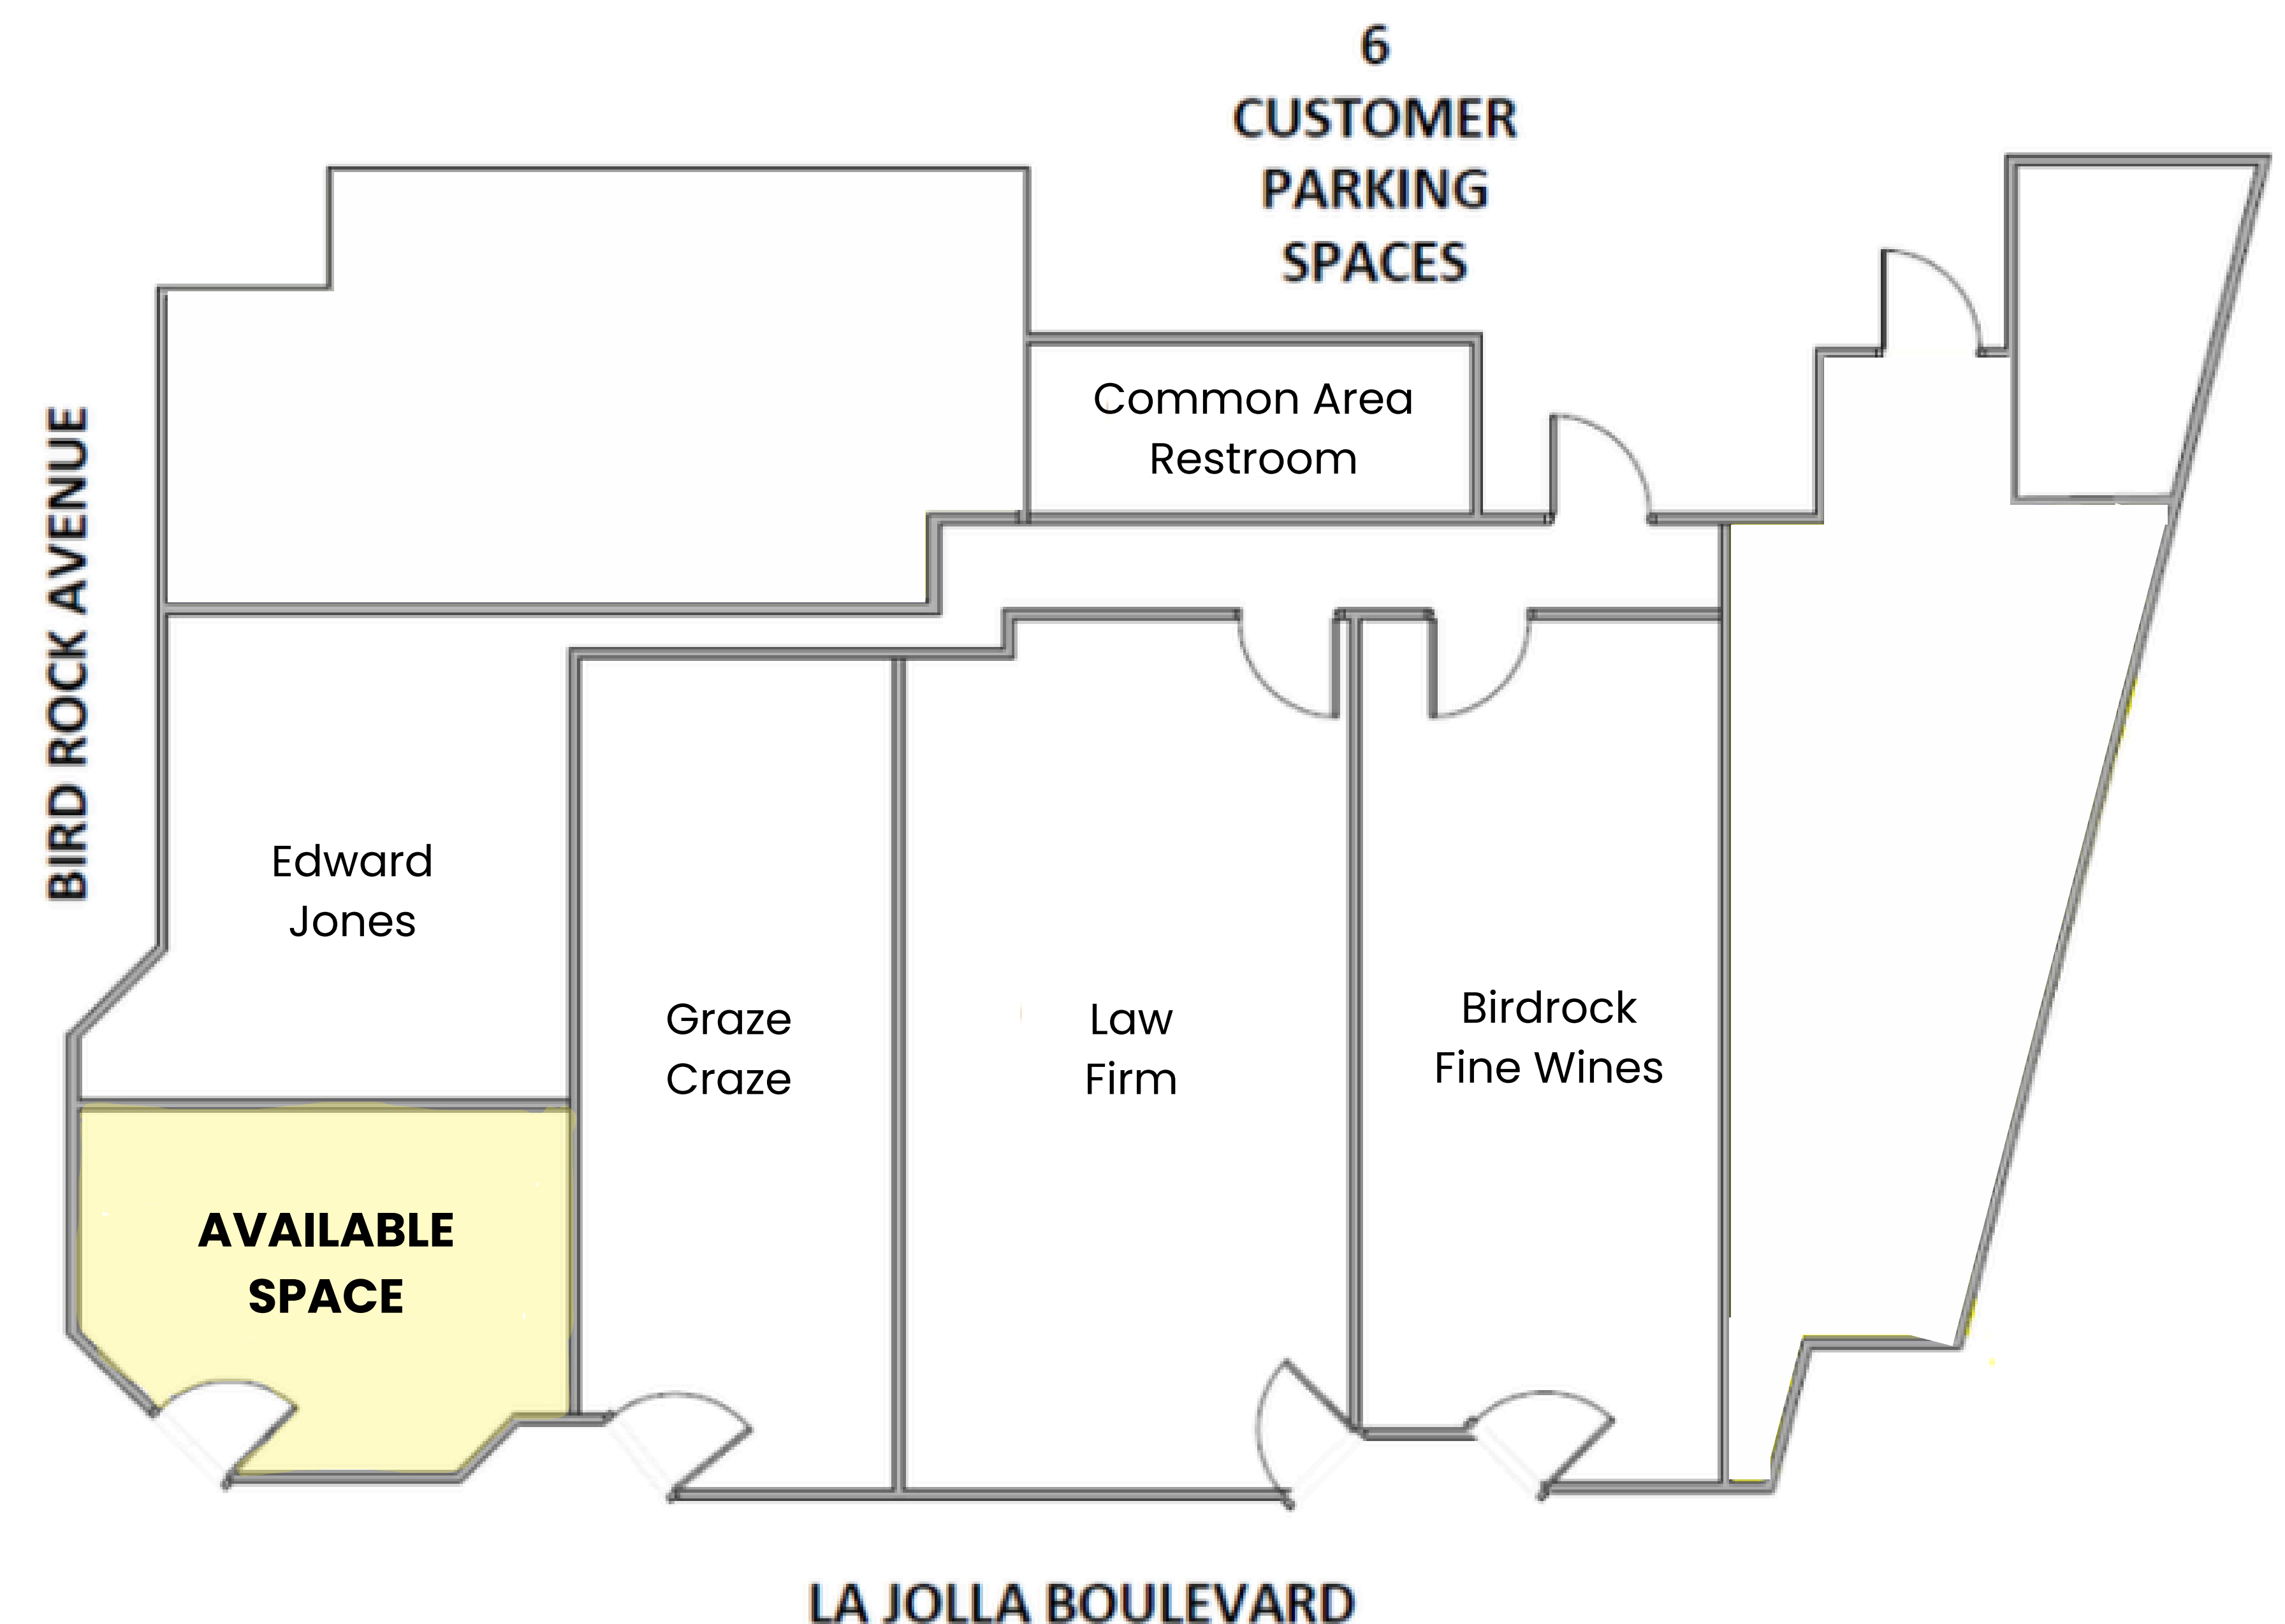 6
CUSTOMER
PARKING
SPACES
Common Area
Restroom
BIRD ROCK AVENUE
Edward
Jones
Graze
Craze
Law
Firm
Birdrock
Fine Wines
AVAILABLE
SPACE
LA JOLLA BOULEVARD